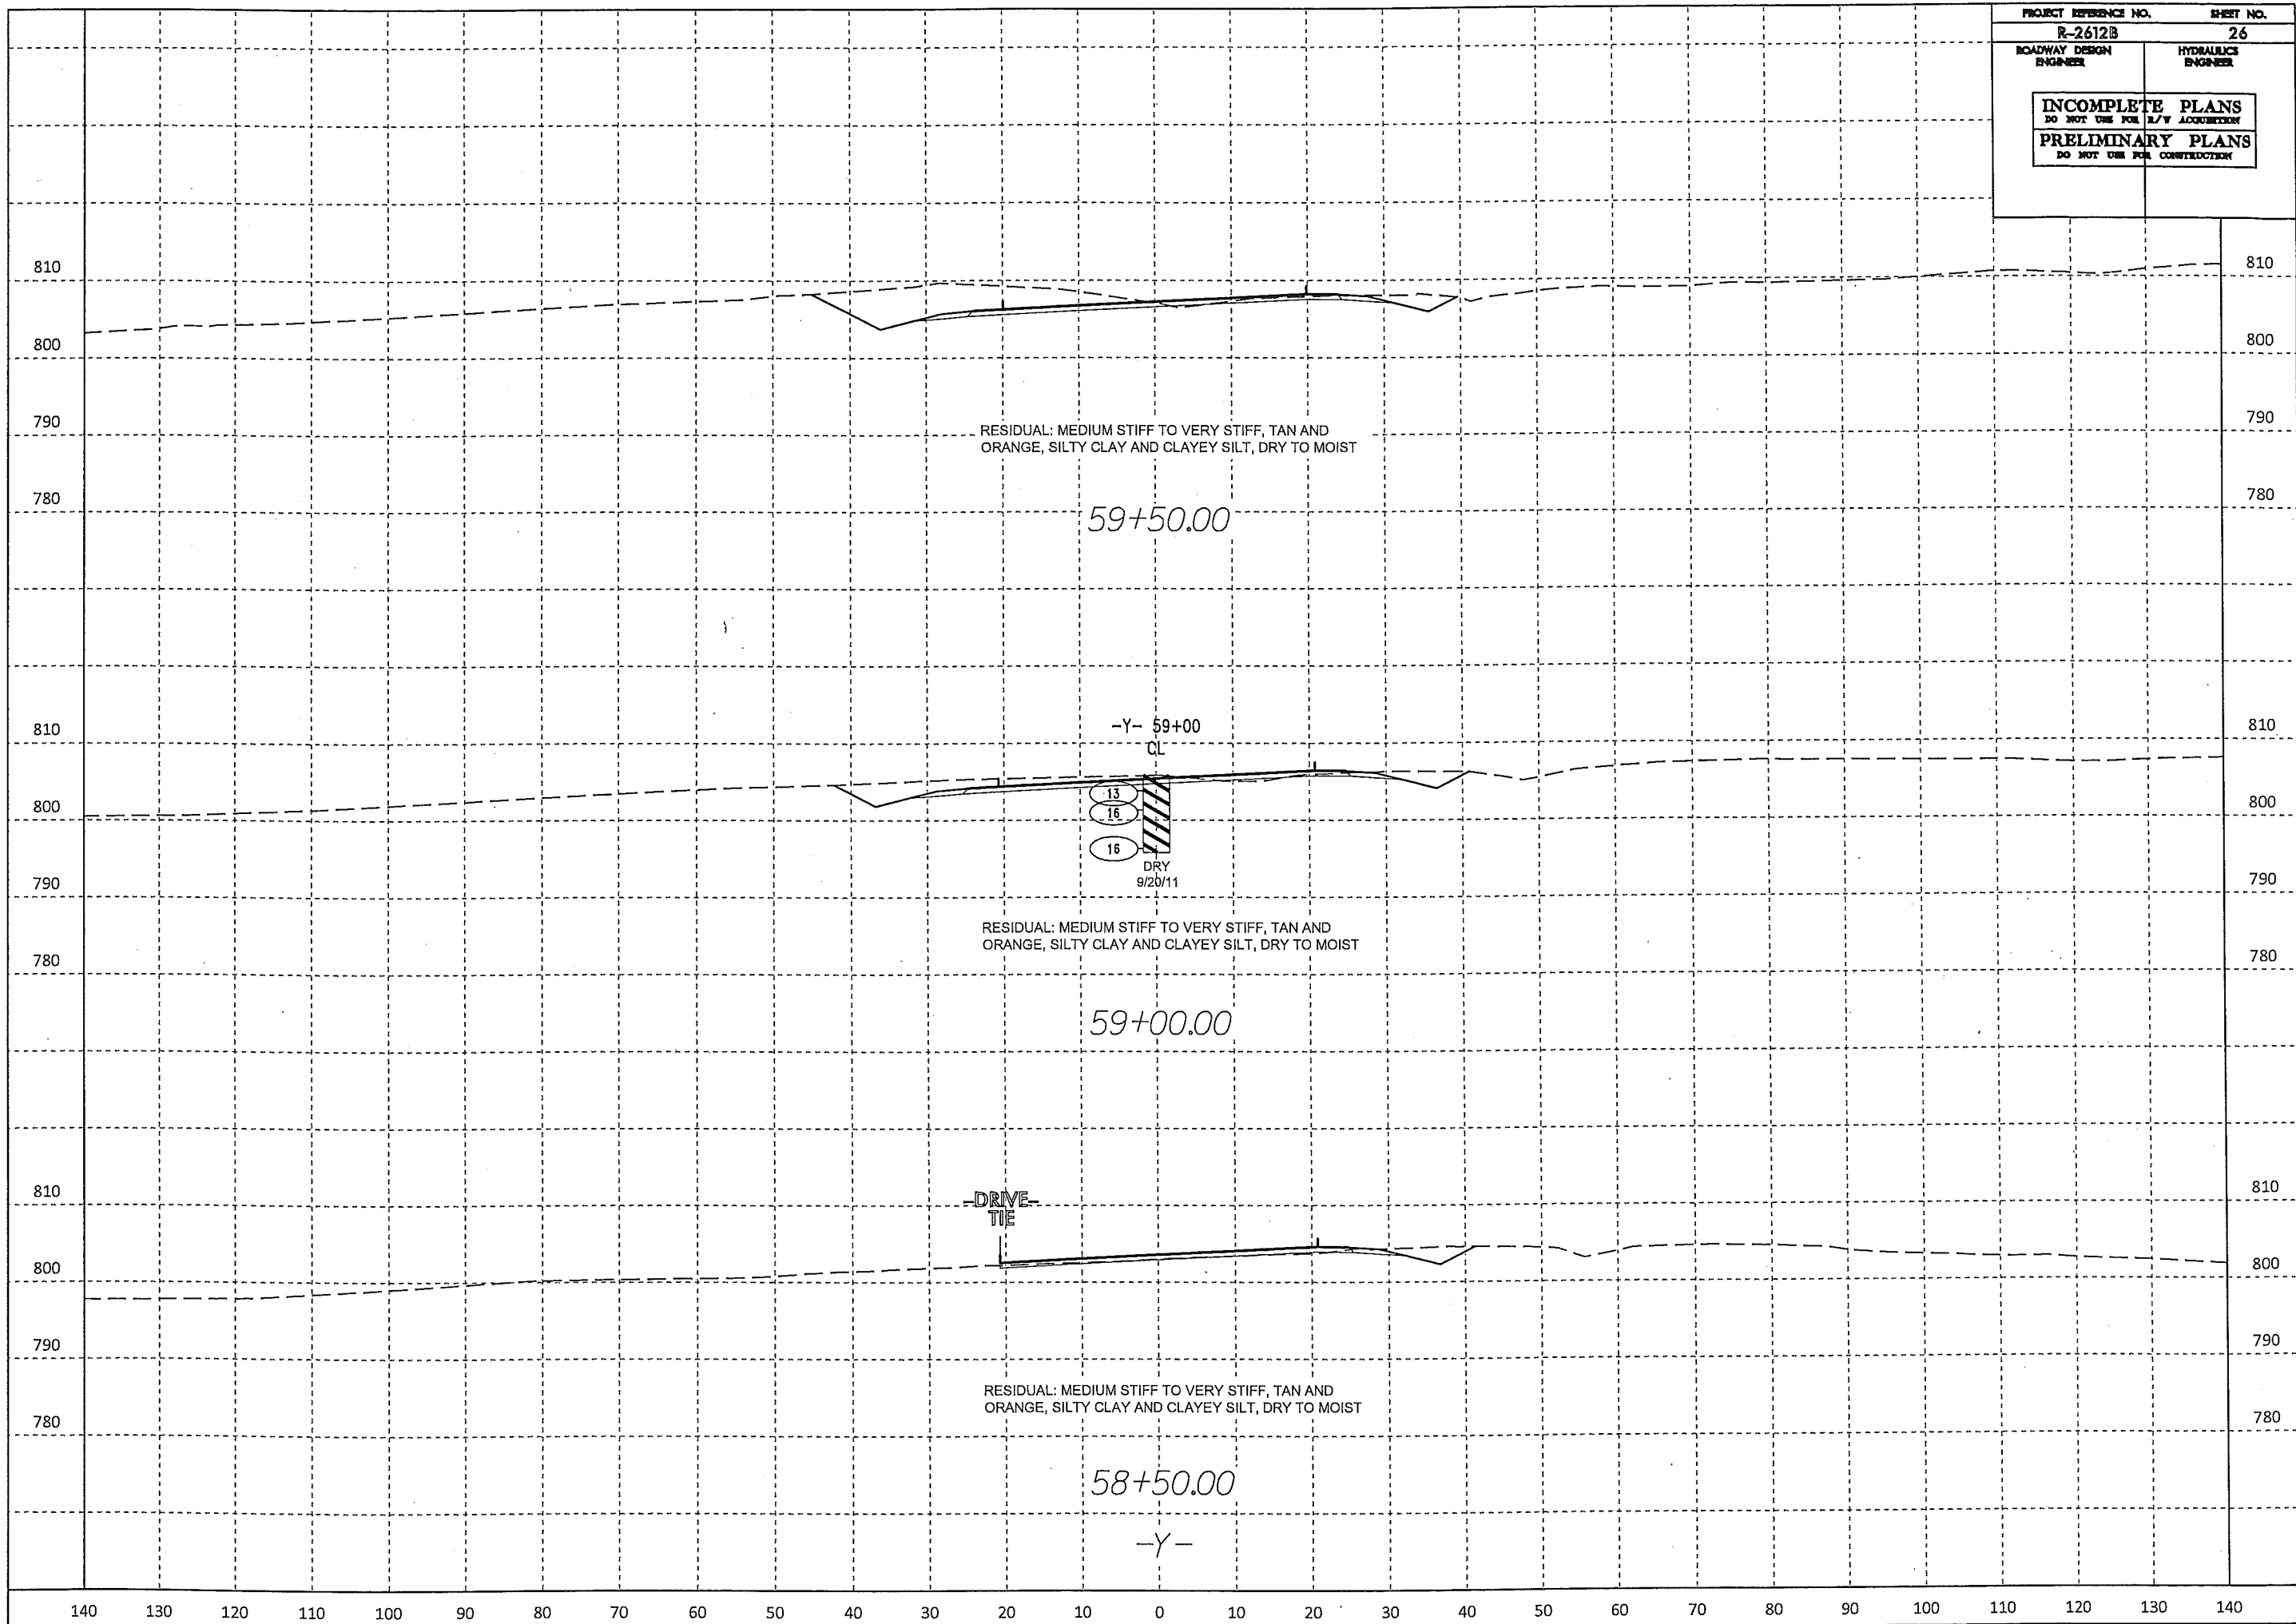 PROJECT REFERENCE NO. SHEET NO.
R-2612B 26
ROADWAY DESIGN ENGINEER HYDRAULICS ENGINEER
INCOMPLETE PLANS
DO NOT USE FOR R/W ACQUISITION
PRELIMINARY PLANS
DO NOT USE FOR CONSTRUCTION
810 810
800 800
790 790
RESIDUAL: MEDIUM STIFF TO VERY STIFF, TAN AND
ORANGE, SILTY CLAY AND CLAYEY SILT, DRY TO MOIST
780 780
59+50.00
-Y- 59+00
CL
810 810
13
800 800
16
16
DRY
9/20/11
790 790
RESIDUAL: MEDIUM STIFF TO VERY STIFF, TAN AND
ORANGE, SILTY CLAY AND CLAYEY SILT, DRY TO MOIST
780 780
59+00.00
810 810
-DRIVE-
TIE
800 800
790 790
RESIDUAL: MEDIUM STIFF TO VERY STIFF, TAN AND
ORANGE, SILTY CLAY AND CLAYEY SILT, DRY TO MOIST
780 780
58+50.00
-Y-
140 130 120 110 100 90 80 70 60 50 40 30 20 10 0 10 20 30 40 50 60 70 80 90 100 110 120 130 140